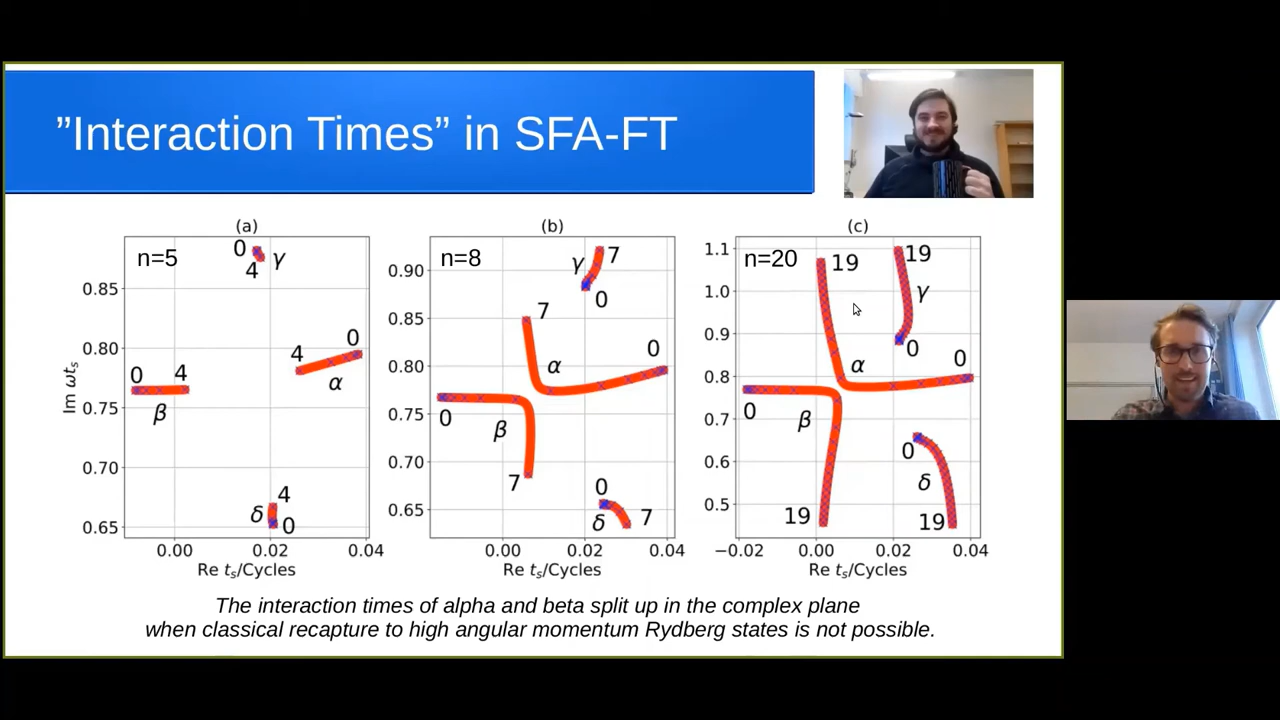 ”Interaction Times” in SFA-FT
(a)
n=5
0
γ
4
0.85
0.80
0.75
0.70
0.65
0
4
β
4
0
α
4
δ
0
Im ωtₛ
0.00
0.02
0.04
Re tₛ/Cycles
(b)
n=8
γ
7
0
0.90
0.85
0.80
0.75
0.70
0.65
7
α
0
0
β
7
0
δ
7
0.00
0.02
0.04
Re tₛ/Cycles
(c)
n=20
19
19
γ
0
1.1
1.0
0.9
0.8
0.7
0.6
0.5
α
0
0
β
19
0
δ
19
−0.02
0.00
0.02
0.04
Re tₛ/Cycles
The interaction times of alpha and beta split up in the complex plane
when classical recapture to high angular momentum Rydberg states is not possible.